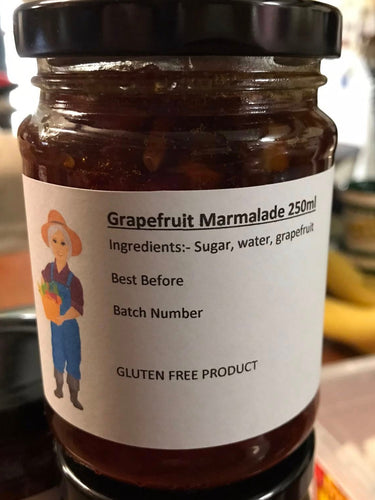 Grapefruit Marmalade 250ml
Ingredients:- Sugar, water, grapefruit
Best Before
Batch Number
GLUTEN FREE PRODUCT